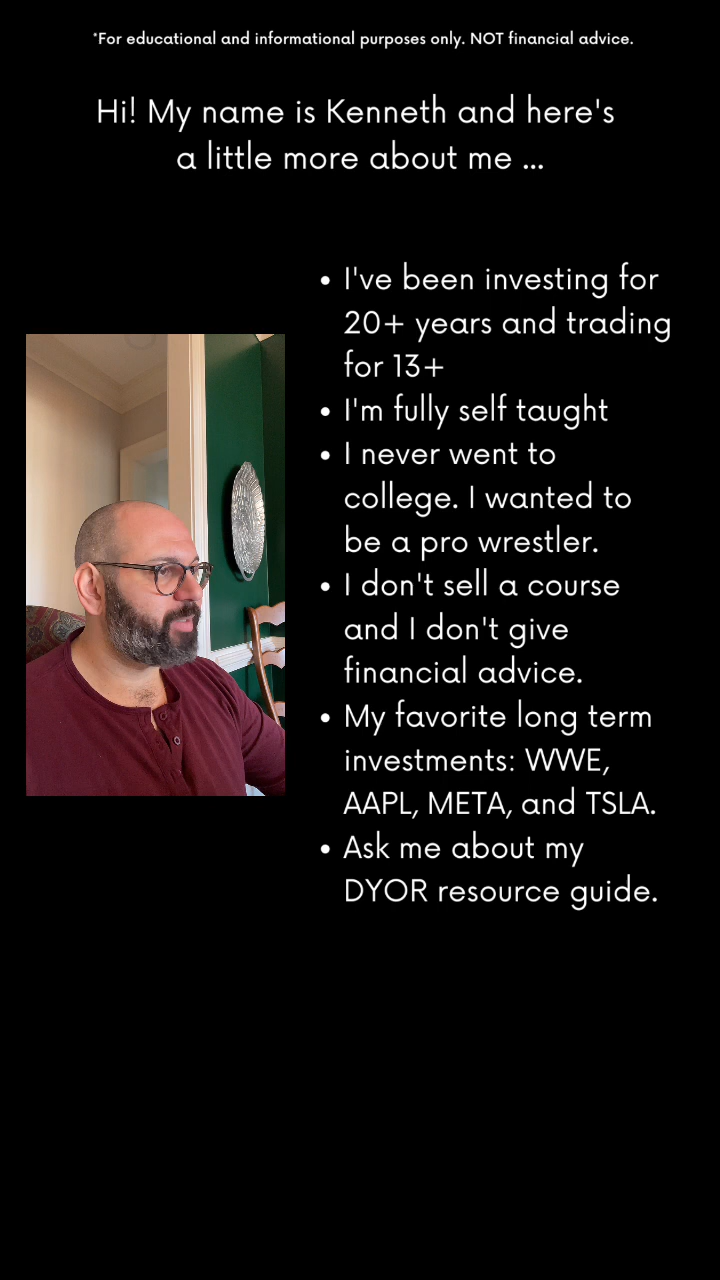 *For educational and informational purposes only. NOT financial advice.
Hi! My name is Kenneth and here's
a little more about me ...
• I've been investing for
20+ years and trading
for 13+
• I'm fully self taught
• I never went to
college. I wanted to
be a pro wrestler.
• I don't sell a course
and I don't give
financial advice.
• My favorite long term
investments: WWE,
AAPL, META, and TSLA.
• Ask me about my
DYOR resource guide.